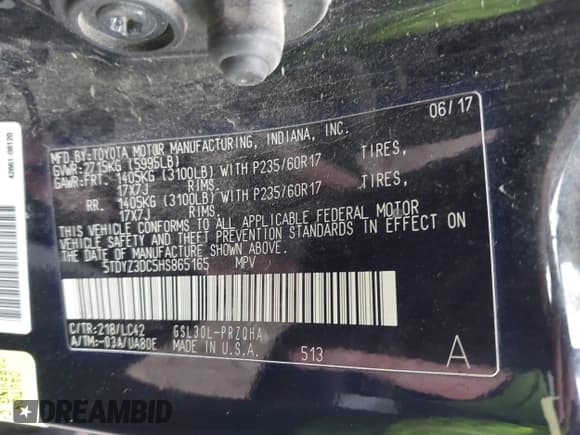 06/17
MFD.BY:TOYOTA MOTOR MANUFACTURING, INDIANA, INC.
GVWR:2715KG (5995LB)
GAWR:FRT. 1405KG (3100LB) WITH P235/60R17 TIRES,
17X7J RIMS,
RR. 1405KG (3100LB) WITH P235/60R17 TIRES,
17X7J RIMS,
THIS VEHICLE CONFORMS TO ALL APPLICABLE FEDERAL MOTOR
VEHICLE SAFETY AND THEFT PREVENTION STANDARDS IN EFFECT ON
THE DATE OF MANUFACTURE SHOWN ABOVE.
5TDYZ3DC5HS865165 MPV
C/TR:218/LC42 GSL30L-PRZQHA
A/TM:-03A/UA80E MADE IN U.S.A. 513 A
42661-08120
DREAMBID